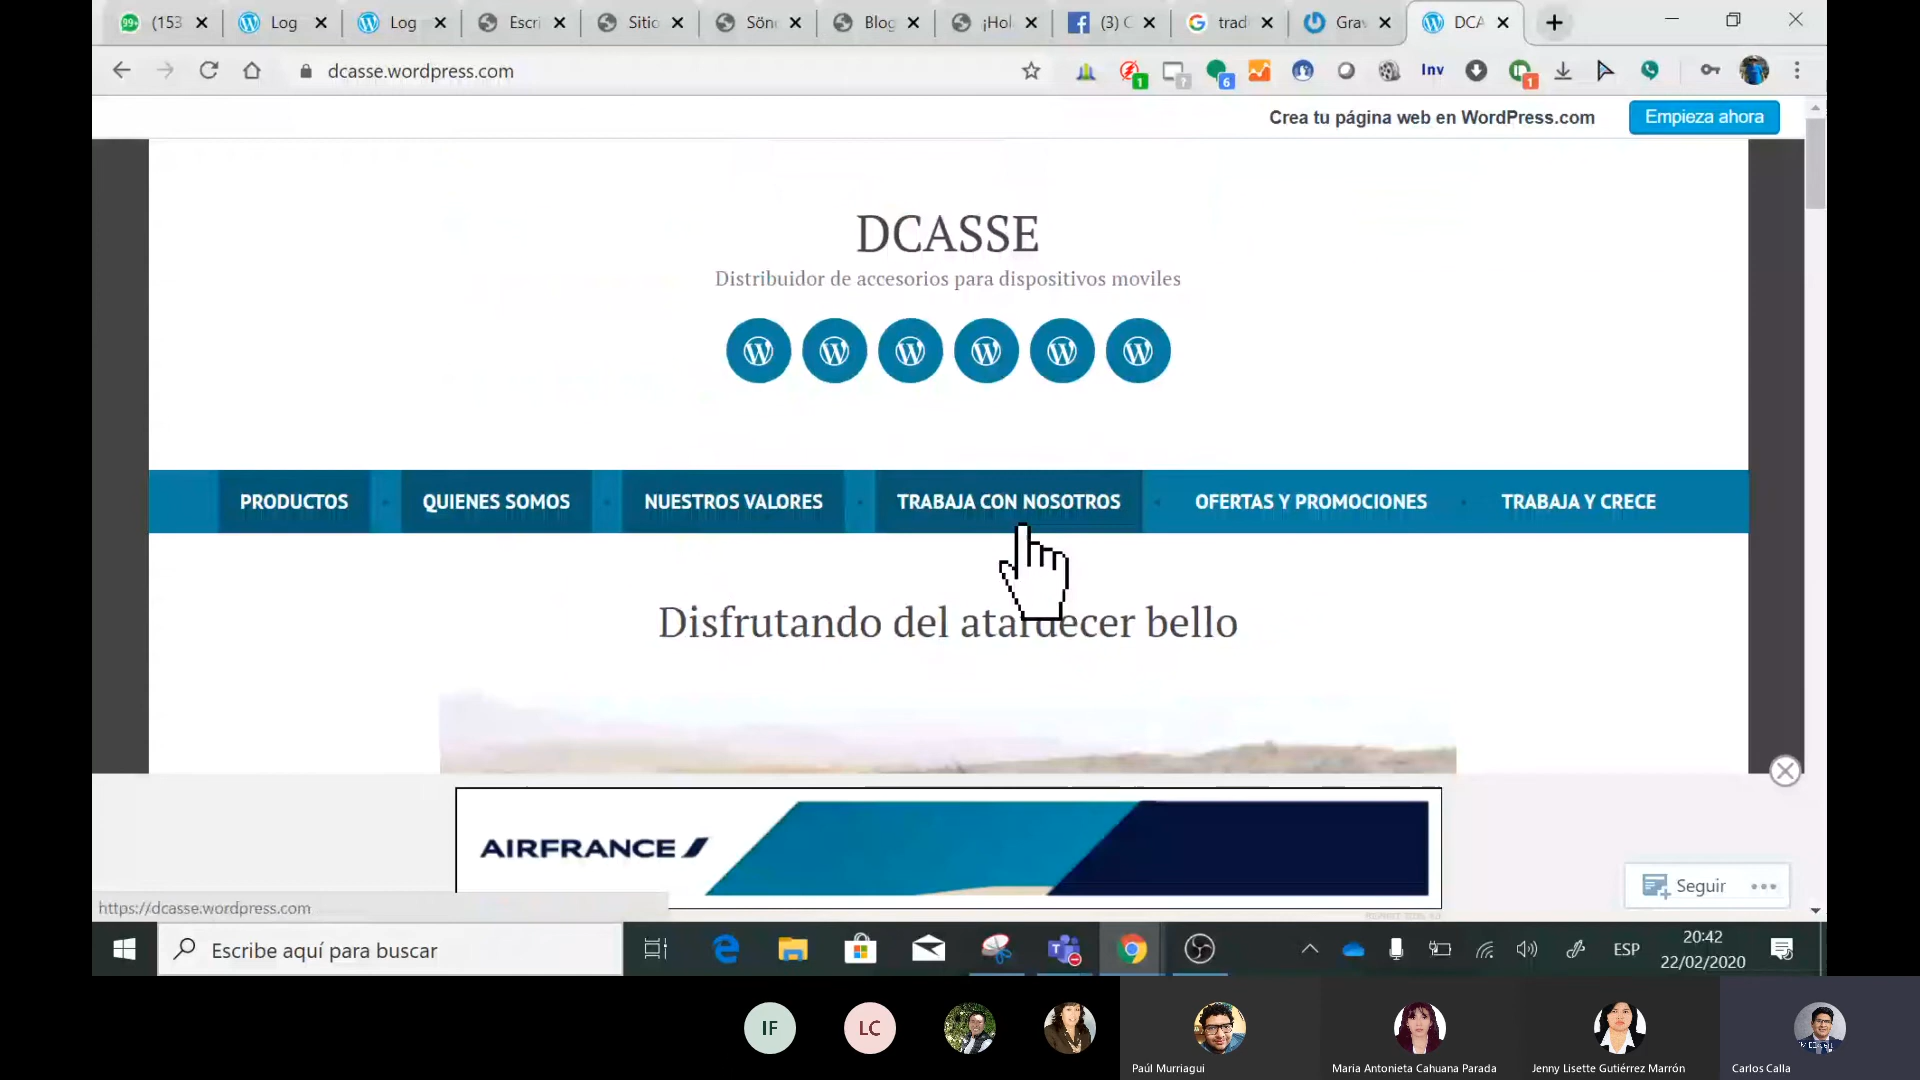 (153
Log
Log
Escri
Sitio
Sön
Blog
¡Hol
(3) C
trad
Gra
DCA
dcasse.wordpress.com
Inv
1
6
1
Crea tu página web en WordPress.com
Empieza ahora
DCASSE
Distribuidor de accesorios para dispositivos moviles
PRODUCTOS
QUIENES SOMOS
NUESTROS VALORES
TRABAJA CON NOSOTROS
OFERTAS Y PROMOCIONES
TRABAJA Y CRECE
Disfrutando del atardecer bello
AIRFRANCE
Seguir
https://dcasse.wordpress.com
Escribe aquí para buscar
ESP
20:42
22/02/2020
IF
LC
Paúl Murriagui
Maria Antonieta Cahuana Parada
Jenny Lisette Gutiérrez Marrón
Carlos Calla